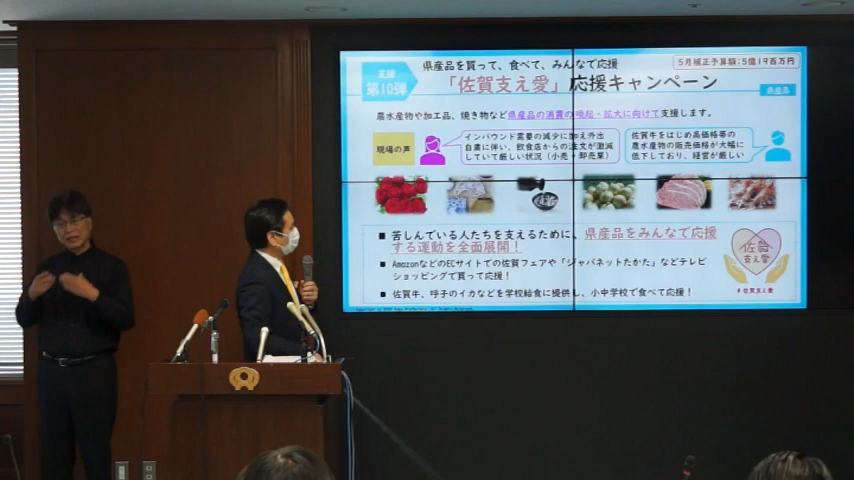 県産品を買って、食べて、みんなで応援
5月補正予算額:5億19百万円
支援
第10弾
「佐賀支え愛」応援キャンペーン
県産品
農水産物や加工品、焼き物など県産品の消費の喚起・拡大に向けて支援します。
現場の声
インバウンド需要の減少に加え外出
自粛に伴い、飲食店からの注文が激減
していて厳しい状況（小売・卸売業）
佐賀牛をはじめ高価格帯の
農水産物の販売価格が大幅に
低下しており、経営が厳しい
■ 苦しんでいる人たちを支えるために、県産品をみんなで応援
する運動を全面展開！
■ AmazonなどのECサイトでの佐賀フェアや「ジャパネットたかた」などテレビ
ショッピングで買って応援！
■ 佐賀牛、呼子のイカなどを学校給食に提供し、小中学校で食べて応援！
佐賀
支え愛
#佐賀支え愛